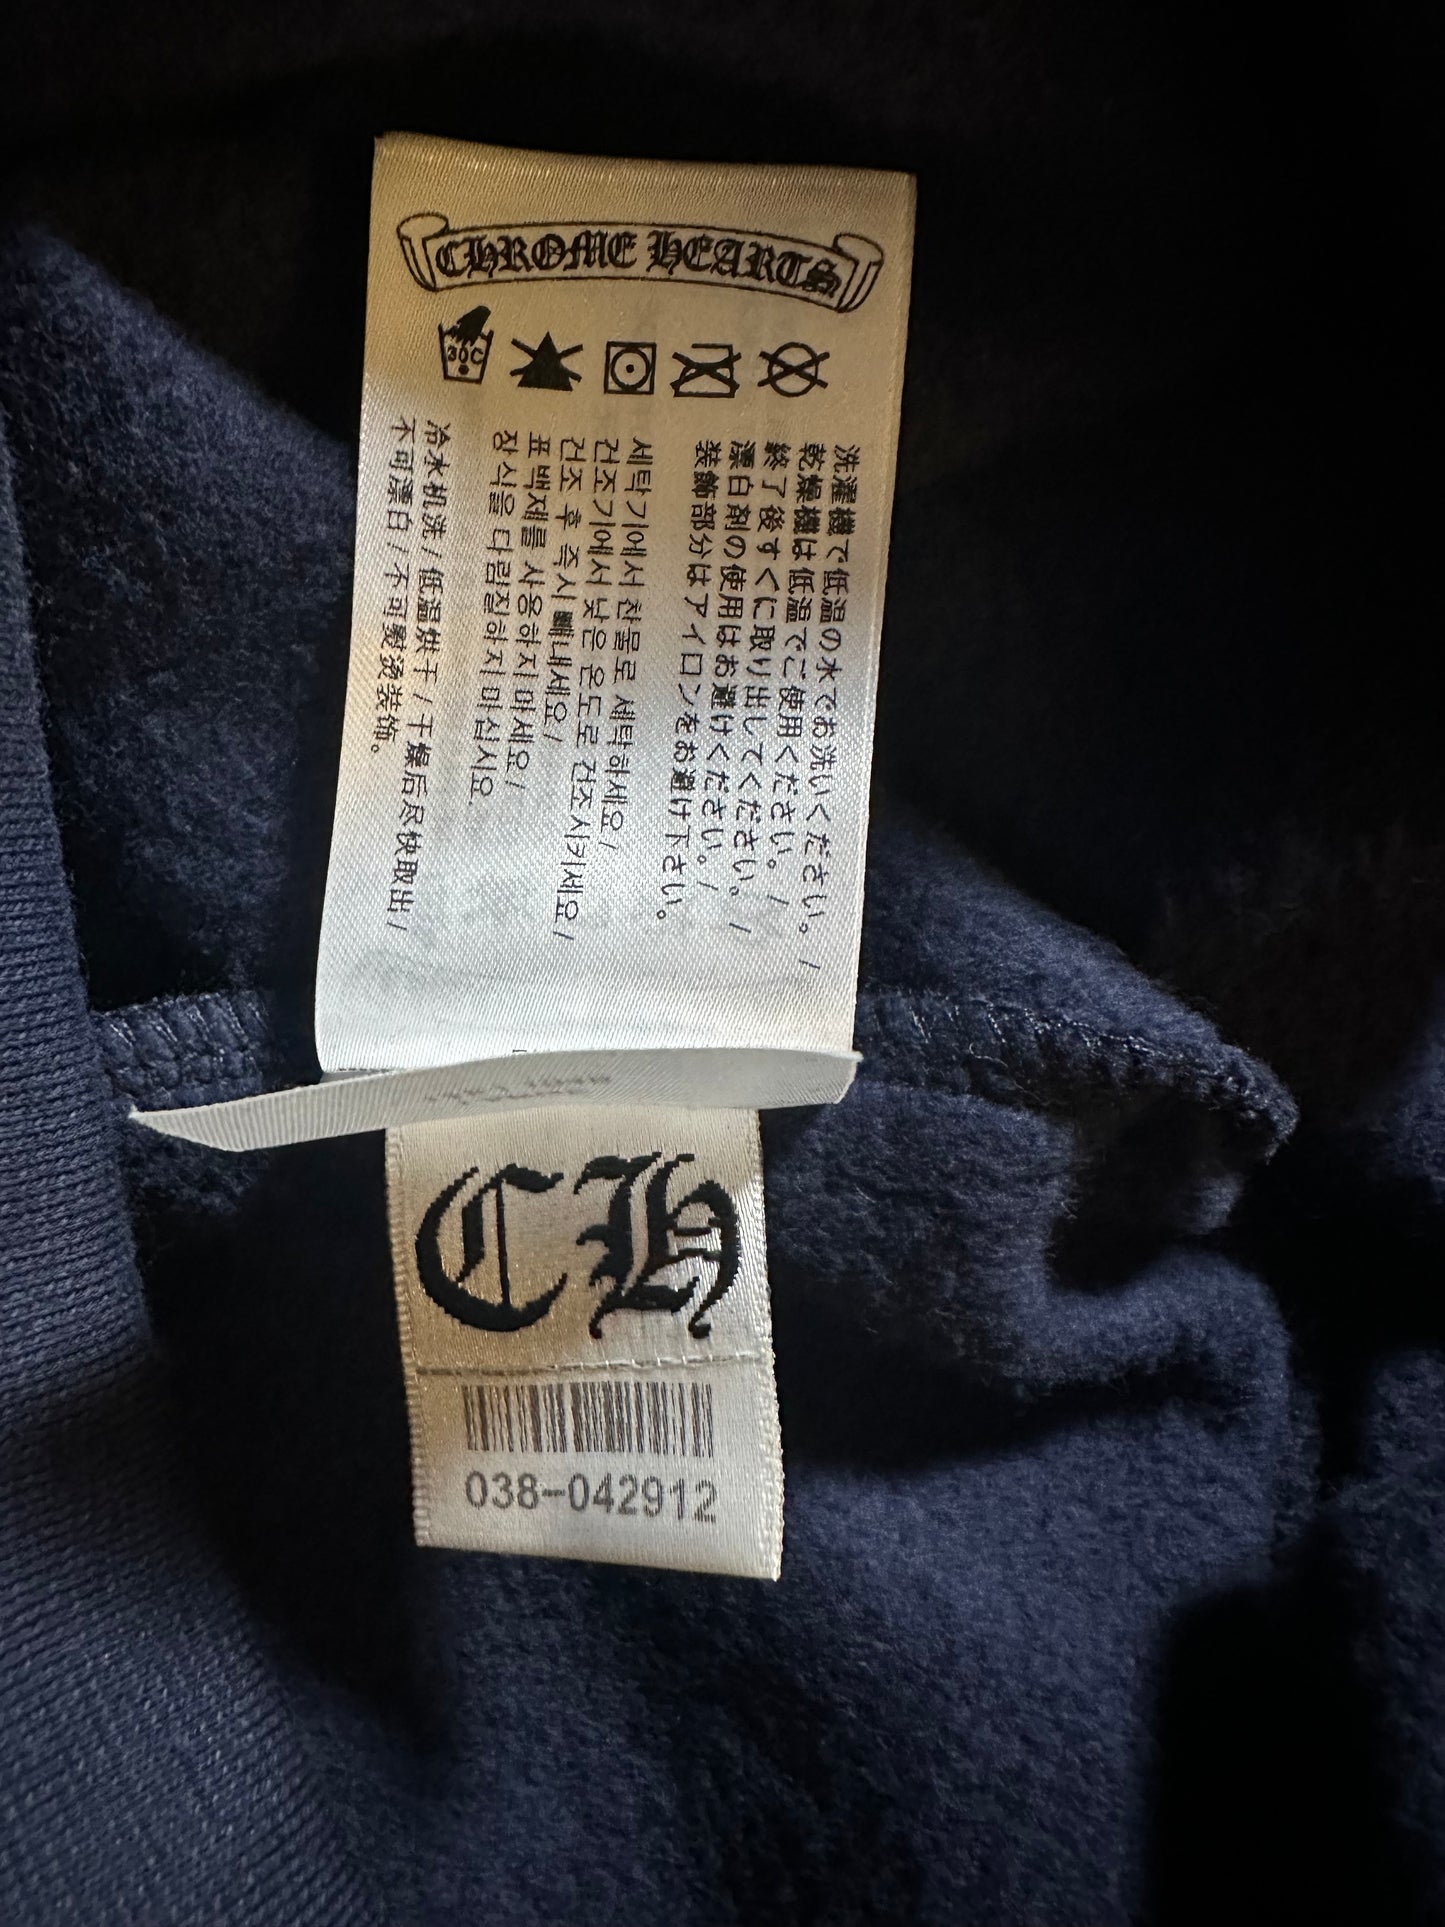 CHROME HEARTS
30C
洗濯機で低温の水でお洗いください。 /
乾燥機は低温でご使用ください。 /
終了後すぐに取り出してください。 /
漂白剤の使用はお避けください。 /
装飾部分はアイロンをお避け下さい。
세탁기에서 찬물로 세탁하세요 /
건조기에서 낮은 온도로 건조시키세요 /
건조 후 즉시 빼내세요 /
표백제를 사용하지 마세요 /
장식을 다림질하지 마십시요.
冷水机洗 / 低温烘干 / 干燥后尽快取出 /
不可漂白 / 不可熨烫装饰。
CH
038-042912